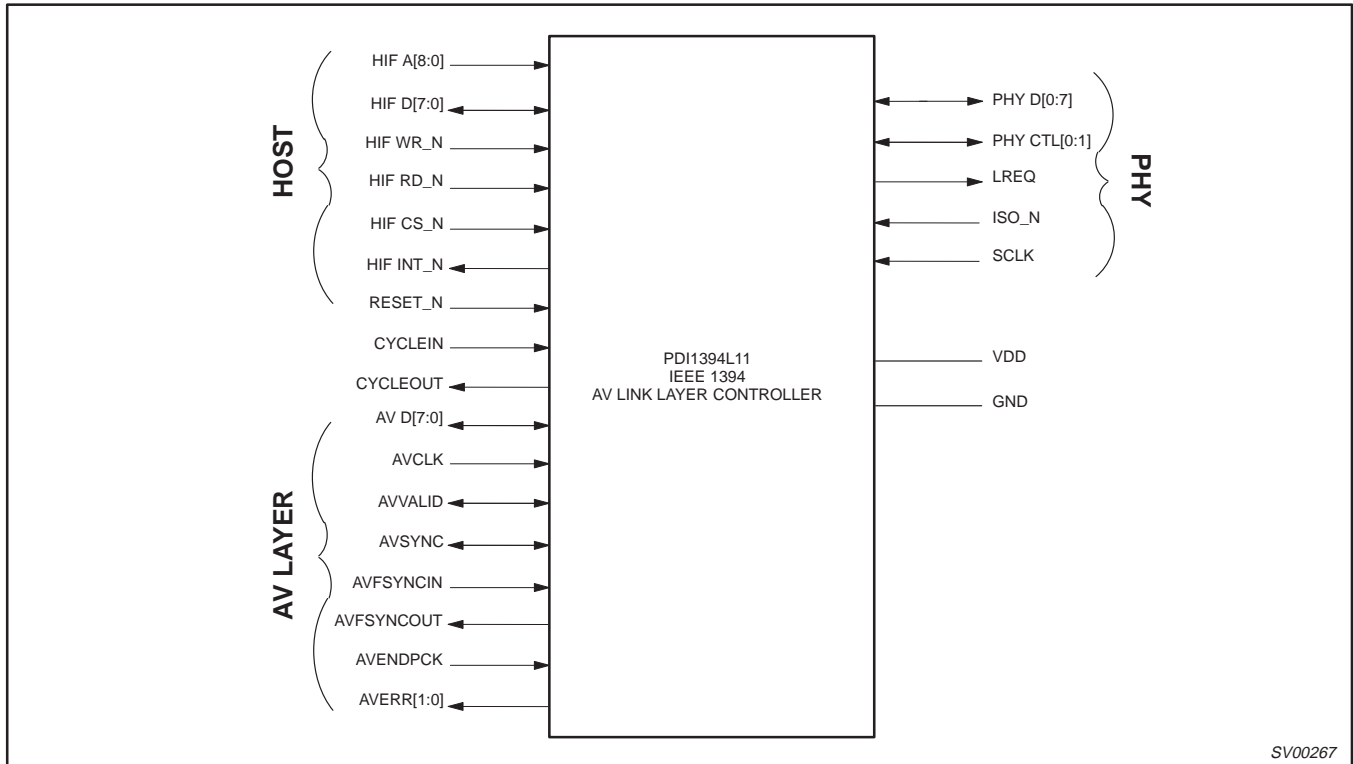 HOST
HIF A[8:0]
HIF D[7:0]
HIF WR_N
HIF RD_N
HIF CS_N
HIF INT_N
RESET_N
CYCLEIN
CYCLEOUT
AV LAYER
AV D[7:0]
AVCLK
AVVALID
AVSYNC
AVFSYNCIN
AVFSYNCOUT
AVENDPCK
AVERR[1:0]
PDI1394L11
IEEE 1394
AV LINK LAYER CONTROLLER
PHY D[0:7]
PHY CTL[0:1]
LREQ
ISO_N
SCLK
PHY
VDD
GND
SV00267